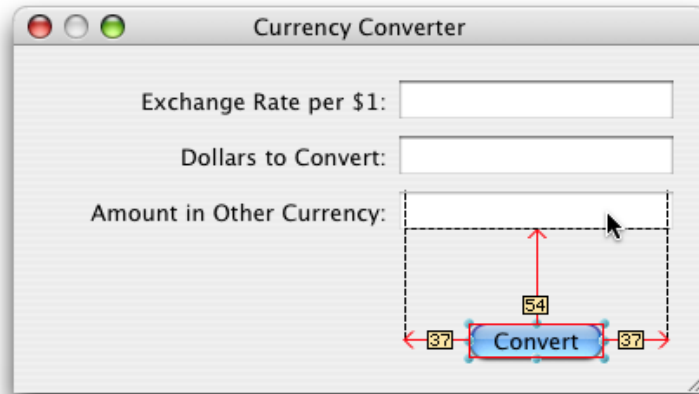 Currency Converter
Exchange Rate per $1:
Dollars to Convert:
Amount in Other Currency:
54
37 Convert 37